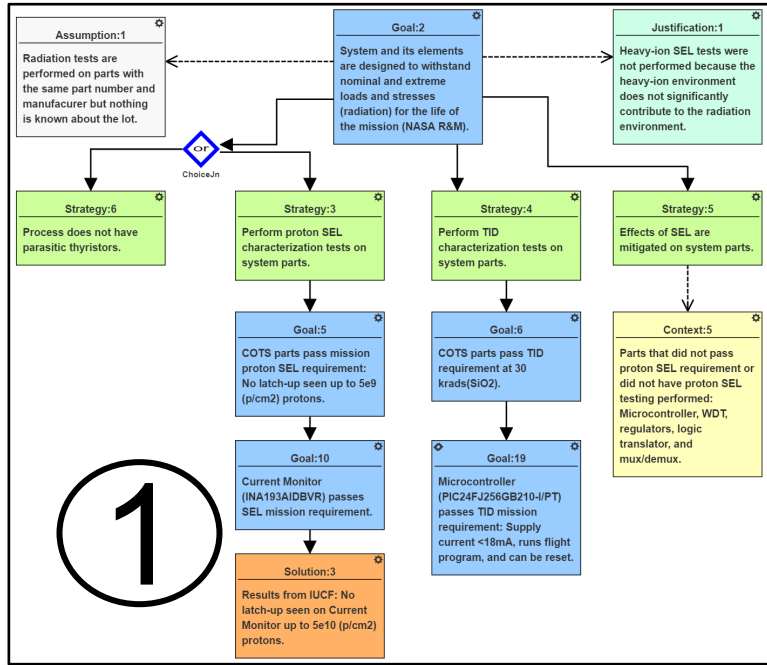 Assumption:1
Radiation tests are
performed on parts with
the same part number and
manufacurer but nothing
is known about the lot.
Goal:2
System and its elements
are designed to withstand
nominal and extreme
loads and stresses
(radiation) for the life of
the mission (NASA R&M).
Justification:1
Heavy-ion SEL tests were
not performed because the
heavy-ion environment
does not significantly
contribute to the radiation
environment.
or
ChoiceJn
Strategy:6
Process does not have
parasitic thyristors.
Strategy:3
Perform proton SEL
characterization tests on
system parts.
Strategy:4
Perform TID
characterization tests on
system parts.
Strategy:5
Effects of SEL are
mitigated on system parts.
Goal:5
COTS parts pass mission
proton SEL requirement:
No latch-up seen up to 5e9
(p/cm2) protons.
Goal:6
COTS parts pass TID
requirement at 30
krads(SiO2).
Context:5
Parts that did not pass
proton SEL requirement or
did not have proton SEL
testing performed:
Microcontroller, WDT,
regulators, logic
translator, and
mux/demux.
Goal:10
Current Monitor
(INA193AIDBVR) passes
SEL mission requirement.
Goal:19
Microcontroller
(PIC24FJ256GB210-I/PT)
passes TID mission
requirement: Supply
current <18mA, runs flight
program, and can be reset.
1
Solution:3
Results from IUCF: No
latch-up seen on Current
Monitor up to 5e10 (p/cm2)
protons.